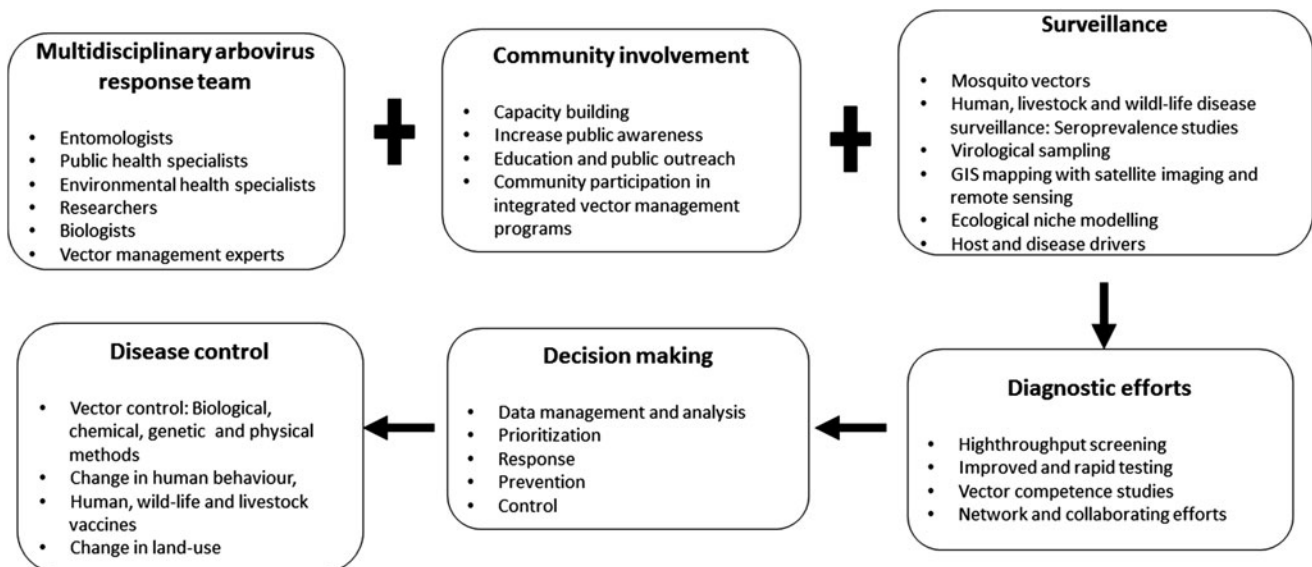 Multidisciplinary arbovirus
response team
• Entomologists
• Public health specialists
• Environmental health specialists
• Researchers
• Biologists
• Vector management experts
Community involvement
• Capacity building
• Increase public awareness
• Education and public outreach
• Community participation in
integrated vector management
programs
Surveillance
• Mosquito vectors
• Human, livestock and wildl-life disease
surveillance: Seroprevalence studies
• Virological sampling
• GIS mapping with satellite imaging and
remote sensing
• Ecological niche modelling
• Host and disease drivers
Disease control
• Vector control: Biological,
chemical, genetic and physical
methods
• Change in human behaviour,
• Human, wild-life and livestock
vaccines
• Change in land-use
Decision making
• Data management and analysis
• Prioritization
• Response
• Prevention
• Control
Diagnostic efforts
• Highthroughput screening
• Improved and rapid testing
• Vector competence studies
• Network and collaborating efforts